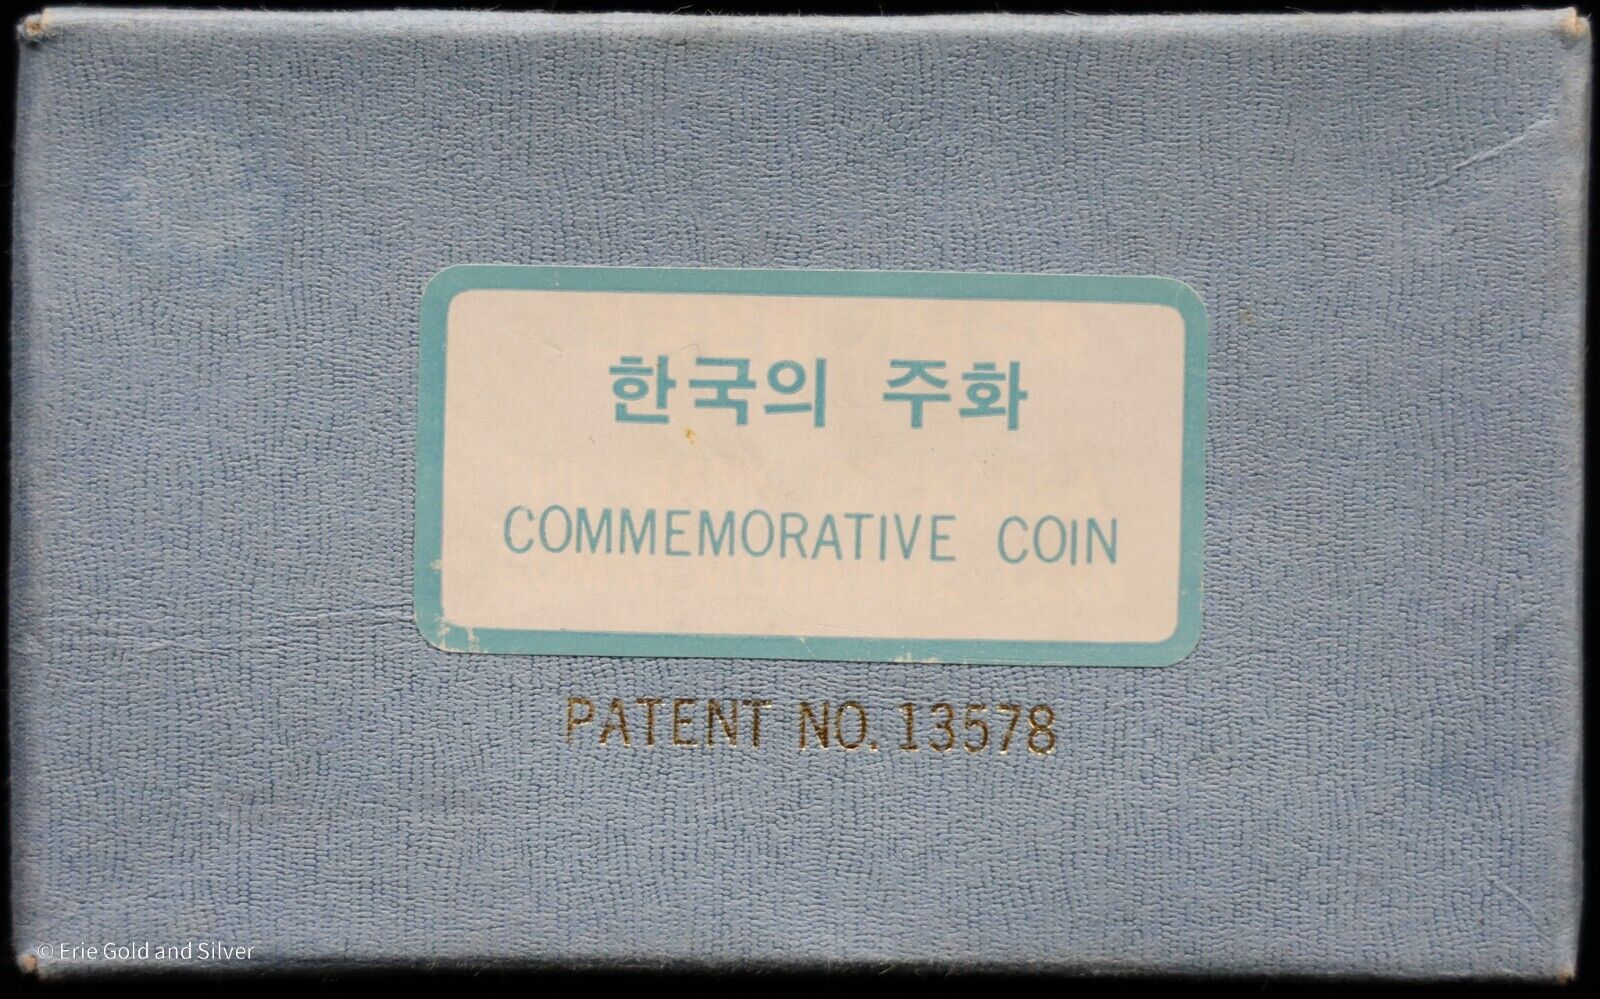 한국의 주화
COMMEMORATIVE COIN
PATENT NO. 13578
© Erie Gold and Silver